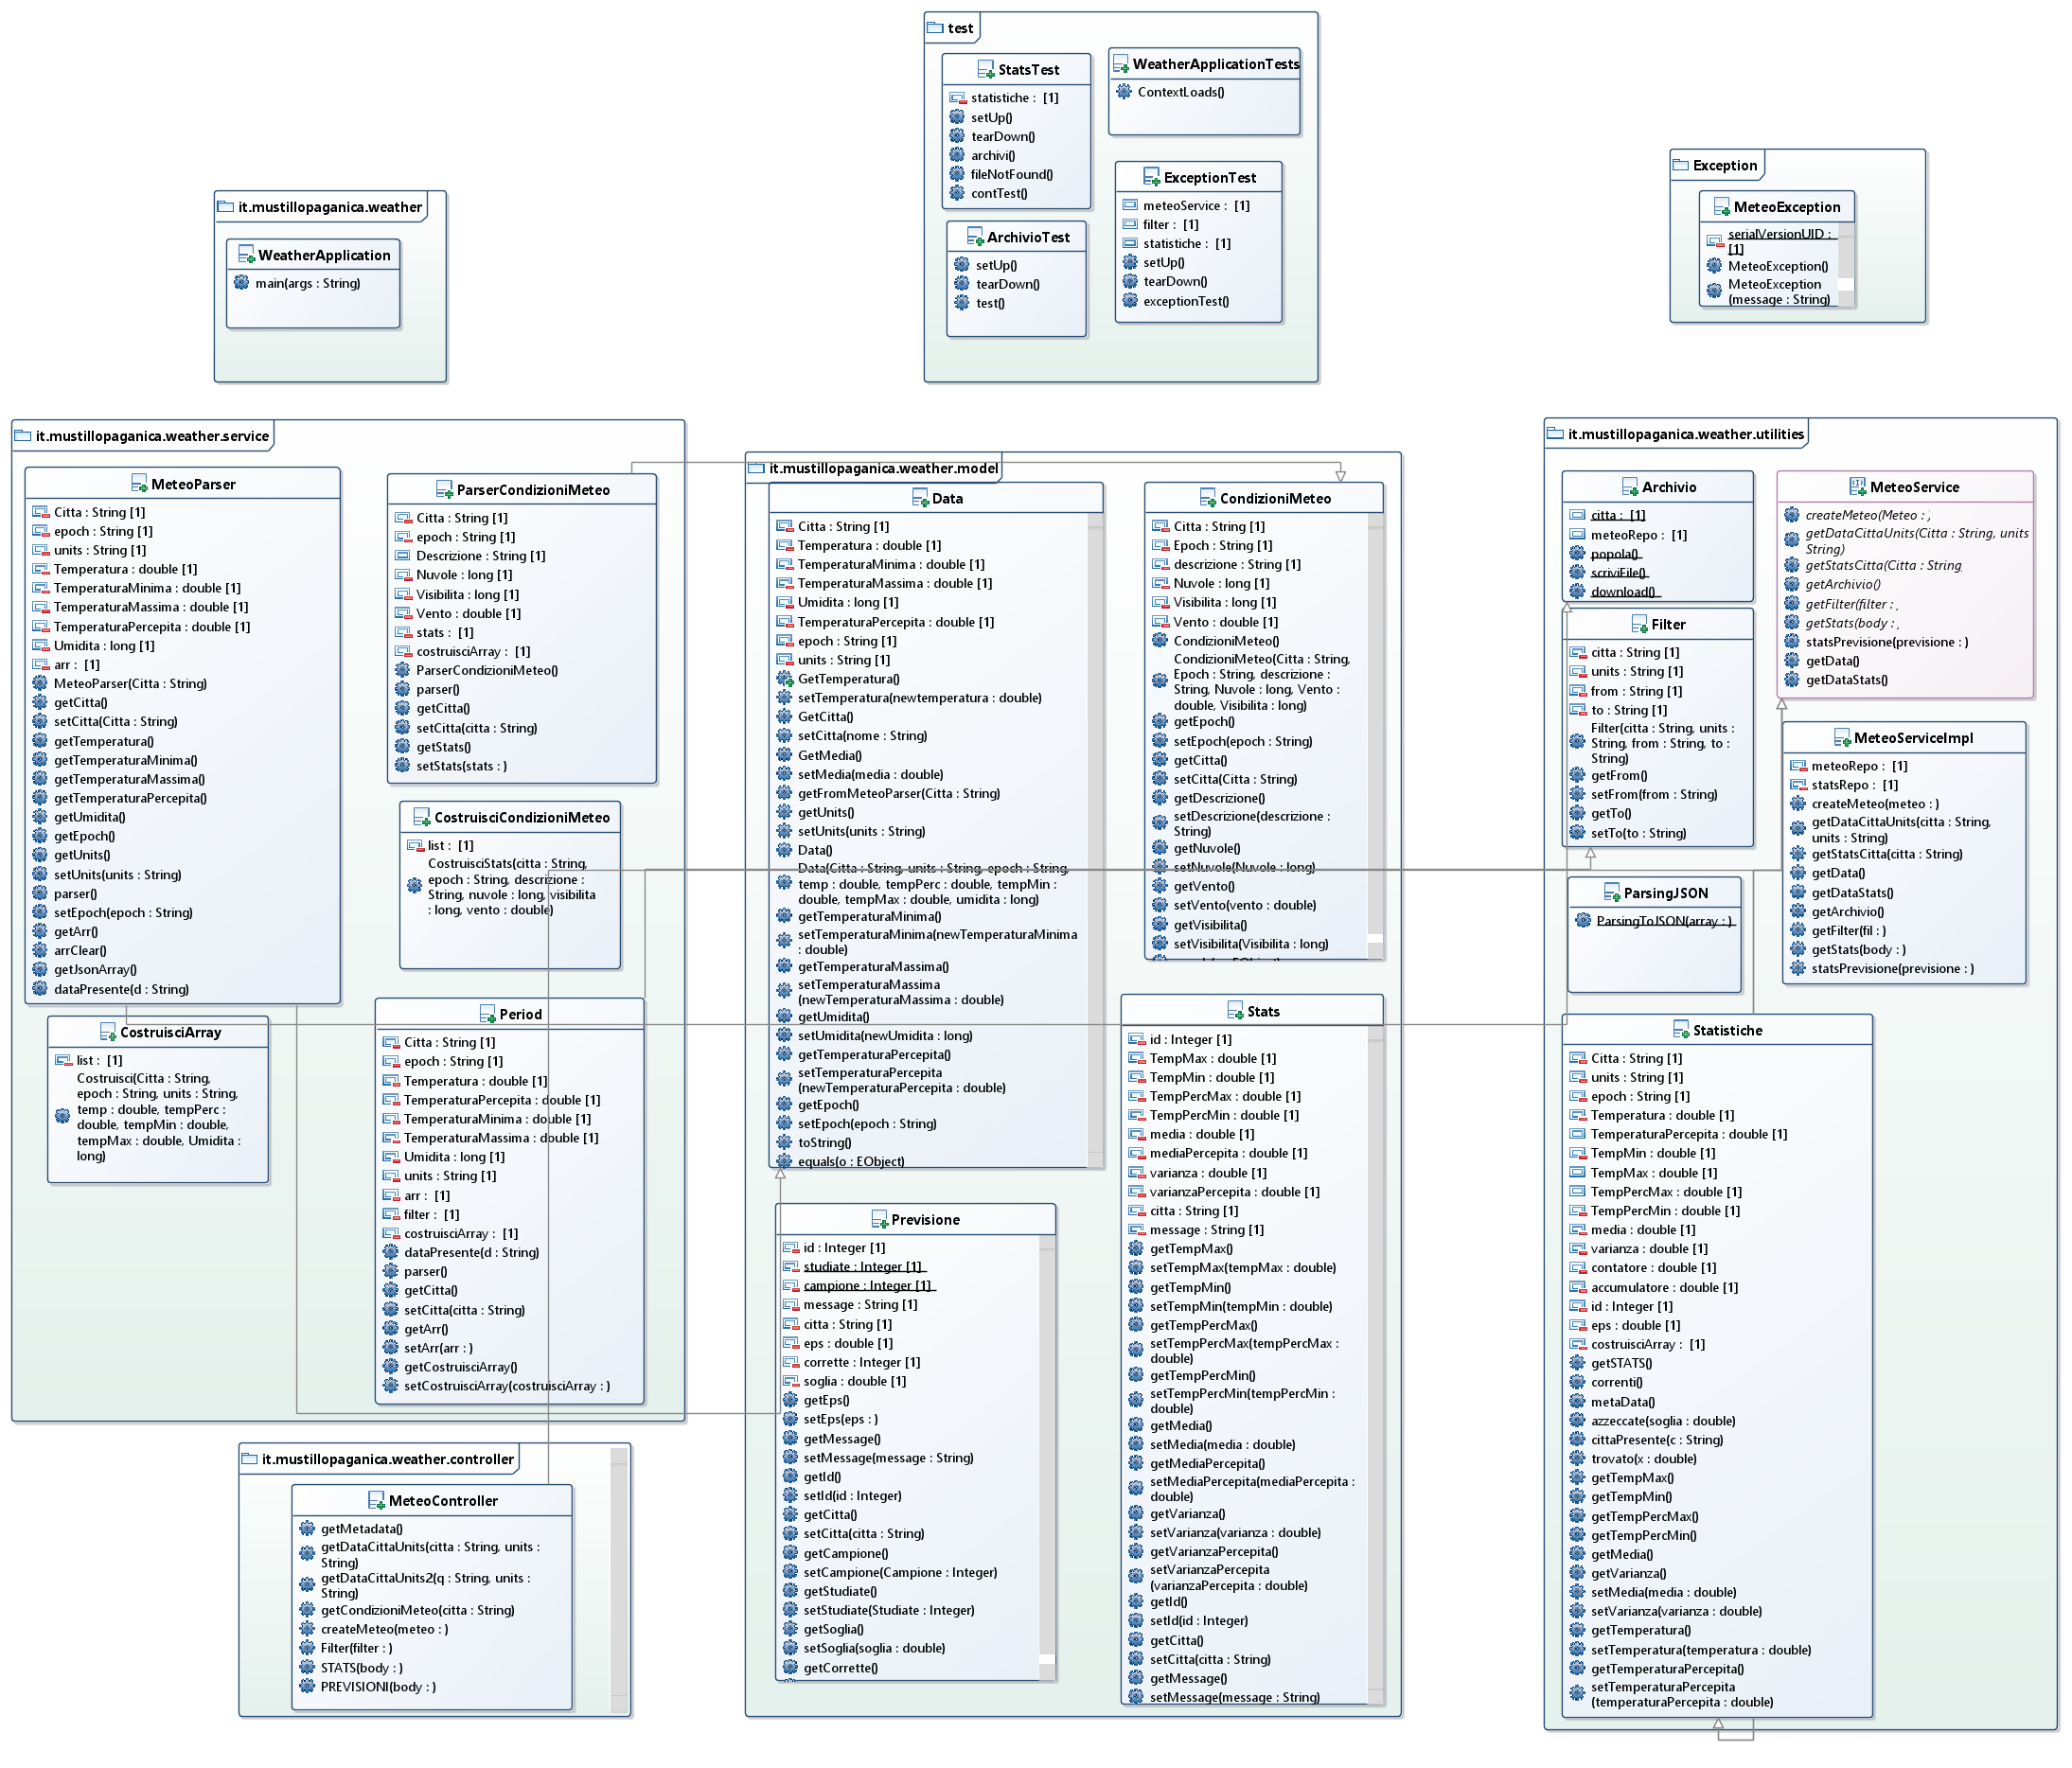 test
StatsTest
statistiche :  [1]
setUp()
tearDown()
archivi()
fileNotFound()
contTest()
WeatherApplicationTests
ContextLoads()
ArchivioTest
setUp()
tearDown()
test()
ExceptionTest
meteoService :  [1]
filter :  [1]
statistiche :  [1]
setUp()
tearDown()
exceptionTest()
Exception
MeteoException
serialVersionUID :
[1]
MeteoException()
MeteoException
(message : String)
it.mustillopaganica.weather
WeatherApplication
main(args : String)
it.mustillopaganica.weather.service
MeteoParser
Citta : String [1]
epoch : String [1]
units : String [1]
Temperatura : double [1]
TemperaturaMinima : double [1]
TemperaturaMassima : double [1]
TemperaturaPercepita : double [1]
Umidita : long [1]
arr :  [1]
MeteoParser(Citta : String)
getCitta()
setCitta(Citta : String)
getTemperatura()
getTemperaturaMinima()
getTemperaturaMassima()
getTemperaturaPercepita()
getUmidita()
getEpoch()
getUnits()
setUnits(units : String)
parser()
setEpoch(epoch : String)
getArr()
arrClear()
getJsonArray()
dataPresente(d : String)
ParserCondizioniMeteo
Citta : String [1]
epoch : String [1]
Descrizione : String [1]
Nuvole : long [1]
Visibilita : long [1]
Vento : double [1]
stats :  [1]
costruisciArray :  [1]
ParserCondizioniMeteo()
parser()
getCitta()
setCitta(citta : String)
getStats()
setStats(stats : )
CostruisciCondizioniMeteo
list :  [1]
CostruisciStats(citta : String,
epoch : String, descrizione :
String, nuvole : long, visibilita
: long, vento : double)
CostruisciArray
list :  [1]
Costruisci(Citta : String,
epoch : String, units : String,
temp : double, tempPerc :
double, tempMin : double,
tempMax : double, Umidita :
long)
Period
Citta : String [1]
epoch : String [1]
Temperatura : double [1]
TemperaturaPercepita : double [1]
TemperaturaMinima : double [1]
TemperaturaMassima : double [1]
Umidita : long [1]
units : String [1]
arr :  [1]
filter :  [1]
costruisciArray :  [1]
dataPresente(d : String)
parser()
getCitta()
setCitta(citta : String)
getArr()
setArr(arr : )
getCostruisciArray()
setCostruisciArray(costruisciArray : )
it.mustillopaganica.weather.controller
MeteoController
getMetadata()
getDataCittaUnits(citta : String, units :
String)
getDataCittaUnits2(q : String, units :
String)
getCondizioniMeteo(citta : String)
createMeteo(meteo : )
Filter(filter : )
STATS(body : )
PREVISIONI(body : )
it.mustillopaganica.weather.model
Data
Citta : String [1]
Temperatura : double [1]
TemperaturaMinima : double [1]
TemperaturaMassima : double [1]
Umidita : long [1]
TemperaturaPercepita : double [1]
epoch : String [1]
units : String [1]
GetTemperatura()
setTemperatura(newtemperatura : double)
GetCitta()
setCitta(nome : String)
GetMedia()
setMedia(media : double)
getFromMeteoParser(Citta : String)
getUnits()
setUnits(units : String)
Data()
Data(Citta : String, units : String, epoch : String,
temp : double, tempPerc : double, tempMin :
double, tempMax : double, umidita : long)
getTemperaturaMinima()
setTemperaturaMinima(newTemperaturaMinima
: double)
getTemperaturaMassima()
setTemperaturaMassima
(newTemperaturaMassima : double)
getUmidita()
setUmidita(newUmidita : long)
getTemperaturaPercepita()
setTemperaturaPercepita
(newTemperaturaPercepita : double)
getEpoch()
setEpoch(epoch : String)
toString()
equals(o : EObject)
CondizioniMeteo
Citta : String [1]
Epoch : String [1]
descrizione : String [1]
Nuvole : long [1]
Visibilita : long [1]
Vento : double [1]
CondizioniMeteo()
CondizioniMeteo(Citta : String,
Epoch : String, descrizione :
String, Nuvole : long, Vento :
double, Visibilita : long)
getEpoch()
setEpoch(epoch : String)
getCitta()
setCitta(Citta : String)
getDescrizione()
setDescrizione(descrizione :
String)
getNuvole()
setNuvole(Nuvole : long)
getVento()
setVento(vento : double)
getVisibilita()
setVisibilita(Visibilita : long)
Previsione
id : Integer [1]
studiate : Integer [1]
campione : Integer [1]
message : String [1]
citta : String [1]
eps : double [1]
corrette : Integer [1]
soglia : double [1]
getEps()
setEps(eps : )
getMessage()
setMessage(message : String)
getId()
setId(id : Integer)
getCitta()
setCitta(citta : String)
getCampione()
setCampione(Campione : Integer)
getStudiate()
setStudiate(Studiate : Integer)
getSoglia()
setSoglia(soglia : double)
getCorrette()
Stats
id : Integer [1]
TempMax : double [1]
TempMin : double [1]
TempPercMax : double [1]
TempPercMin : double [1]
media : double [1]
mediaPercepita : double [1]
varianza : double [1]
varianzaPercepita : double [1]
citta : String [1]
message : String [1]
getTempMax()
setTempMax(tempMax : double)
getTempMin()
setTempMin(tempMin : double)
getTempPercMax()
setTempPercMax(tempPercMax :
double)
getTempPercMin()
setTempPercMin(tempPercMin :
double)
getMedia()
setMedia(media : double)
getMediaPercepita()
setMediaPercepita(mediaPercepita :
double)
getVarianza()
setVarianza(varianza : double)
getVarianzaPercepita()
setVarianzaPercepita
(varianzaPercepita : double)
getId()
setId(id : Integer)
getCitta()
setCitta(citta : String)
getMessage()
setMessage(message : String)
it.mustillopaganica.weather.utilities
Archivio
citta :  [1]
meteoRepo :  [1]
popola()
scriviFile()
download()
MeteoService
createMeteo(Meteo : )
getDataCittaUnits(Citta : String, units
String)
getStatsCitta(Citta : String
getArchivio()
getFilter(filter :
getStats(body :
statsPrevisione(previsione : )
getData()
getDataStats()
Filter
citta : String [1]
units : String [1]
from : String [1]
to : String [1]
Filter(citta : String, units :
String, from : String, to :
String)
getFrom()
setFrom(from : String)
getTo()
setTo(to : String)
MeteoServiceImpl
meteoRepo :  [1]
statsRepo :  [1]
createMeteo(meteo : )
getDataCittaUnits(citta : String,
units : String)
getStatsCitta(citta : String)
getData()
getDataStats()
getArchivio()
getFilter(fil : )
getStats(body : )
statsPrevisione(previsione : )
ParsingJSON
ParsingToJSON(array : )
Statistiche
Citta : String [1]
units : String [1]
epoch : String [1]
Temperatura : double [1]
TemperaturaPercepita : double [1]
TempMin : double [1]
TempMax : double [1]
TempPercMax : double [1]
TempPercMin : double [1]
media : double [1]
varianza : double [1]
contatore : double [1]
accumulatore : double [1]
id : Integer [1]
eps : double [1]
costruisciArray :  [1]
getSTATS()
correnti()
metaData()
azzeccate(soglia : double)
cittaPresente(c : String)
trovato(x : double)
getTempMax()
getTempMin()
getTempPercMax()
getTempPercMin()
getMedia()
getVarianza()
setMedia(media : double)
setVarianza(varianza : double)
getTemperatura()
setTemperatura(temperatura : double)
getTemperaturaPercepita()
setTemperaturaPercepita
(temperaturaPercepita : double)